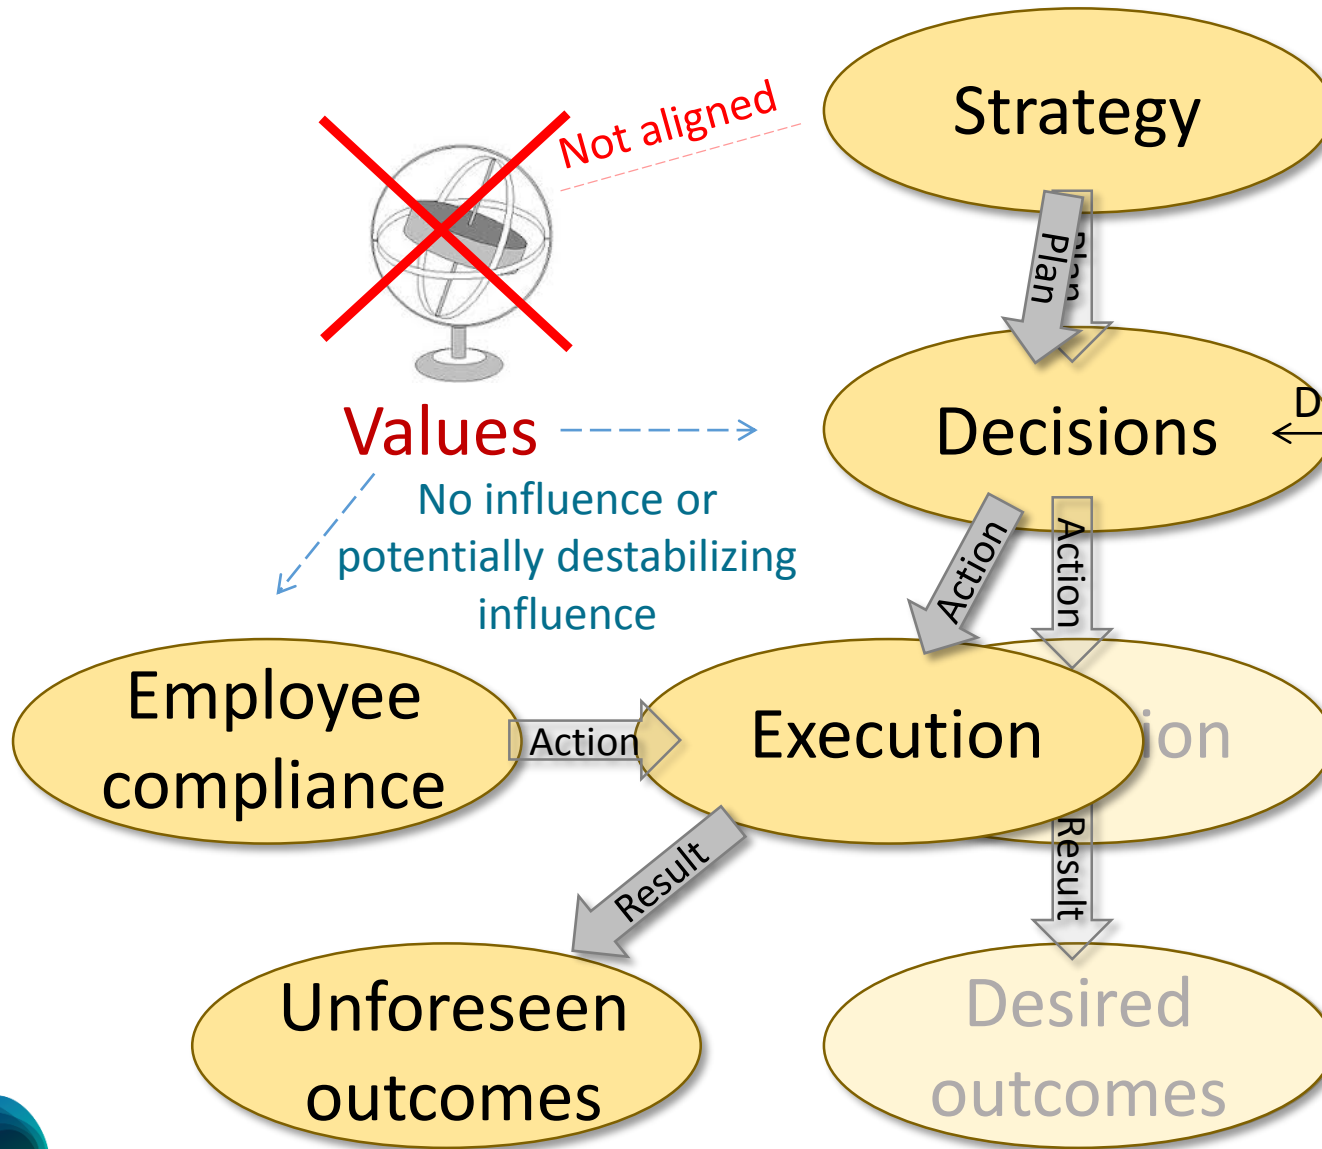 Strategy
Not aligned
Plan
Plan
Values
Decisions
D
No influence or
potentially destabilizing
influence
Action
Action
Employee
compliance
Action
Execution
ion
Result
Result
Unforeseen
outcomes
Desired
outcomes